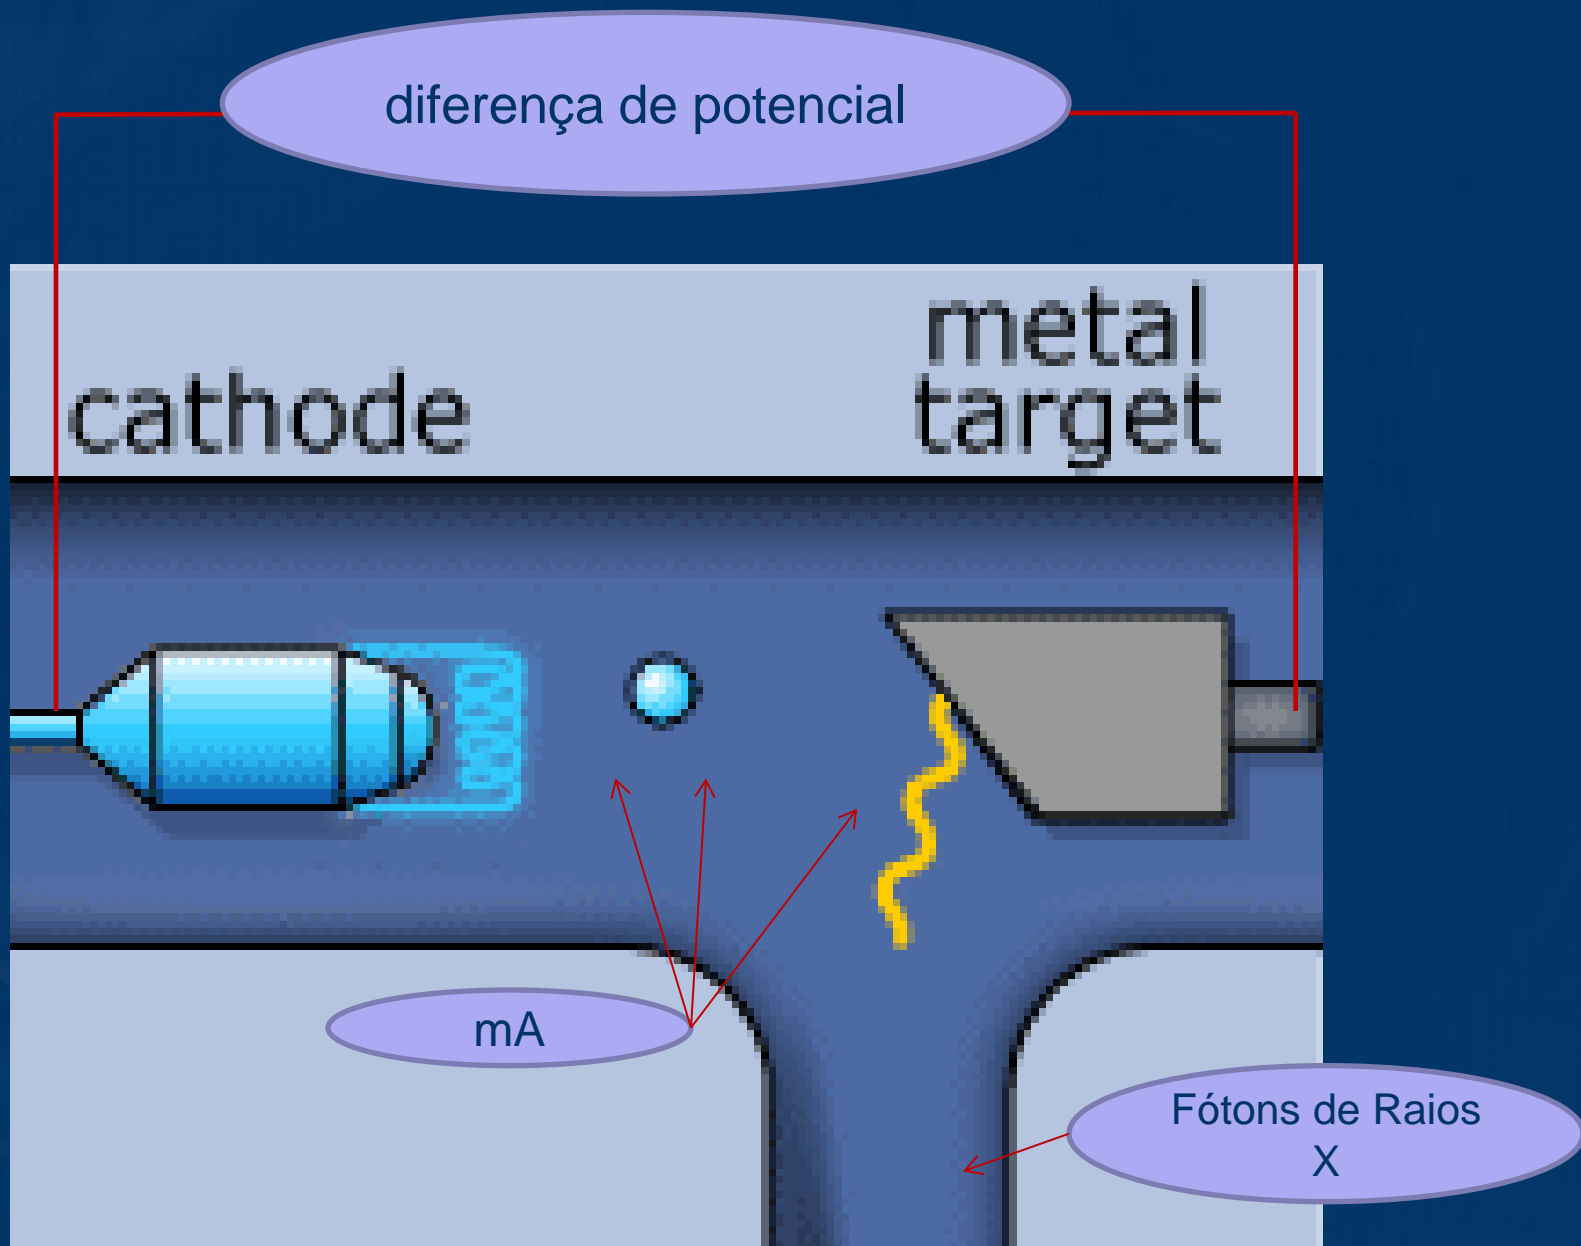 diferença de potencial
metal
target
cathode
mA
Fótons de Raios
X